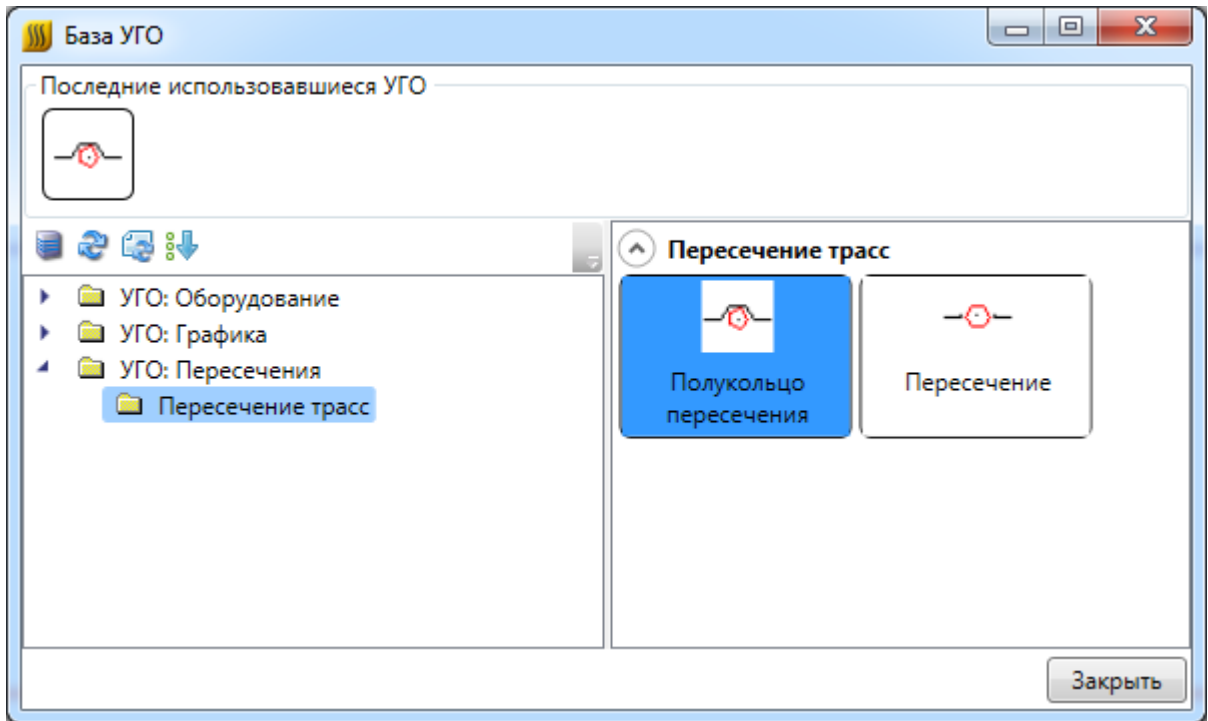 База УГО
Последние использовавшиеся УГО
УГО: Оборудование
УГО: Графика
УГО: Пересечения
Пересечение трасс
Пересечение трасс
Полукольцо
пересечения
Пересечение
Закрыть